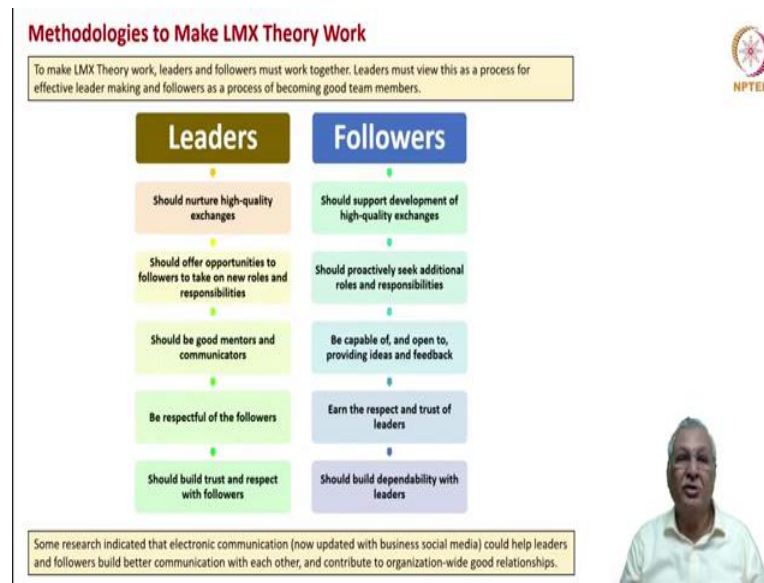 Methodologies to Make LMX Theory Work
To make LMX Theory work, leaders and followers must work together. Leaders must view this as a process for
effective leader making and followers as a process of becoming good team members.
Leaders
Should nurture high-quality
exchanges
Should offer opportunities to
followers to take on new roles and
responsibilities
Should be good mentors and
communicators
Be respectful of the followers
Should build trust and respect
with followers
Followers
Should support development of
high-quality exchanges
Should proactively seek additional
roles and responsibilities
Be capable of, and open to,
providing ideas and feedback
Earn the respect and trust of
leaders
Should build dependability with
leaders
Some research indicated that electronic communication (now updated with business social media) could help leaders
and followers build better communication with each other, and contribute to organization-wide good relationships.
NPTEL